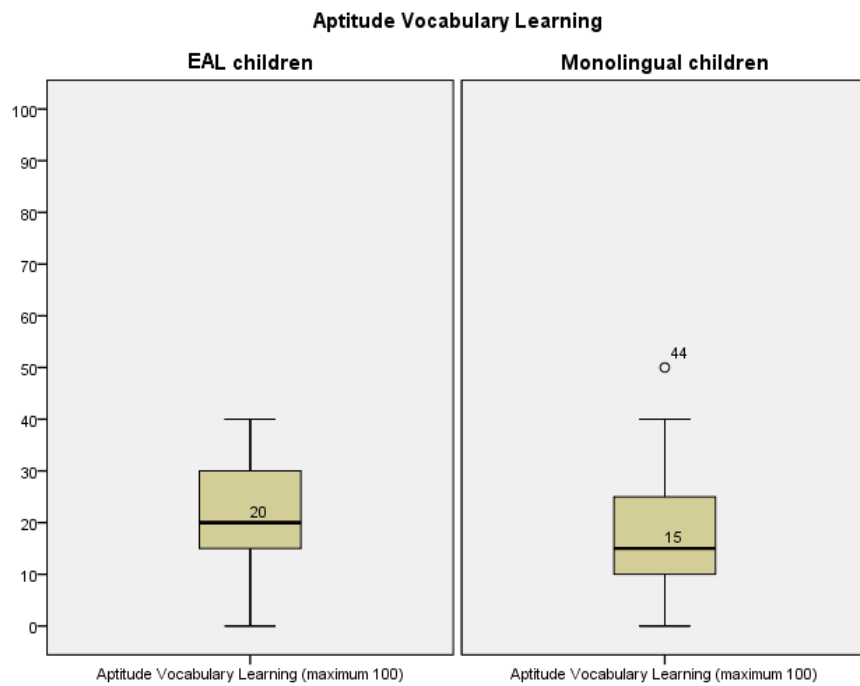 Aptitude Vocabulary Learning
EAL children
Monolingual children
100
90
80
70
60
50
40
30
20
10
0
20
44
15
Aptitude Vocabulary Learning (maximum 100)
Aptitude Vocabulary Learning (maximum 100)